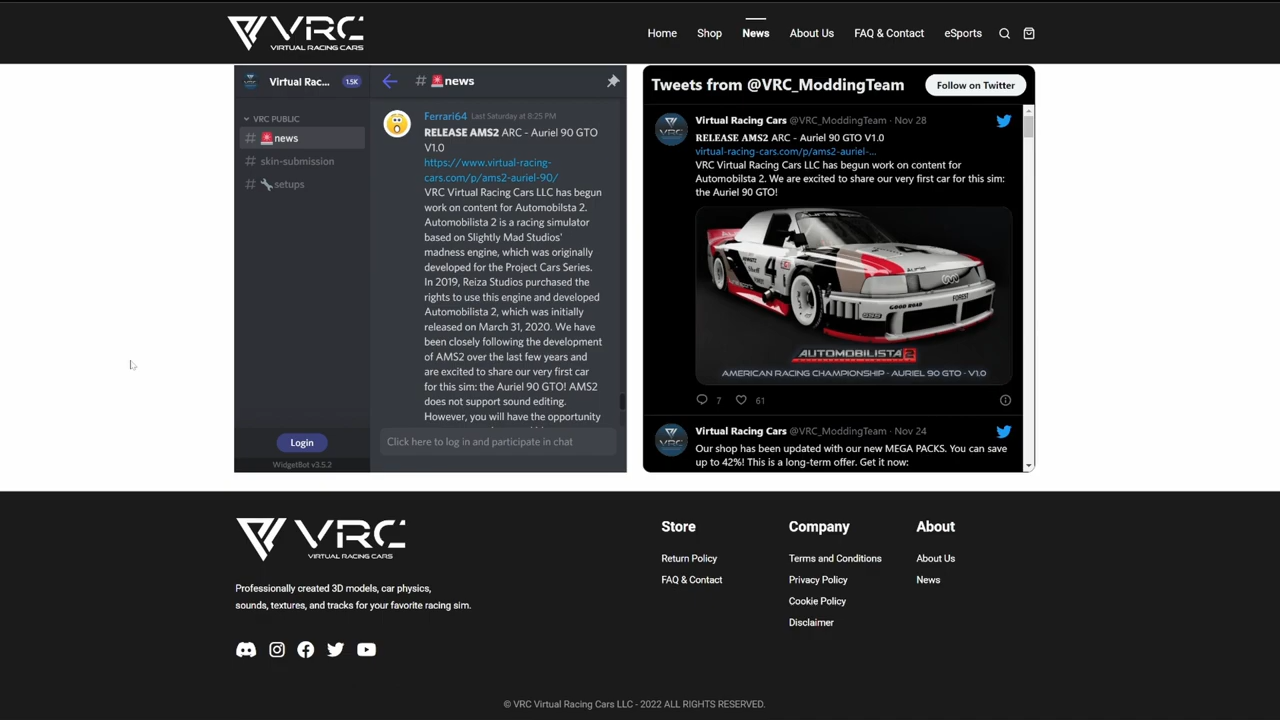 VRC
VIRTUAL RACING CARS
Home
Shop
News
About Us
FAQ & Contact
eSports
Virtual Rac...
1.5K
VRC PUBLIC
# 🚨news
# skin-submission
# 🔧setups
Login
WidgetBot v3.5.2
# 🚨news
Ferrari64 Last Saturday at 8:25 PM
RELEASE AMS2 ARC - Auriel 90 GTO
V1.0
https://www.virtual-racing-
cars.com/p/ams2-auriel-90/
VRC Virtual Racing Cars LLC has begun
work on content for Automobilsta 2.
Automobilista 2 is a racing simulator
based on Slightly Mad Studios'
madness engine, which was originally
developed for the Project Cars Series.
In 2019, Reiza Studios purchased the
rights to use this engine and developed
Automobilista 2, which was initially
released on March 31, 2020. We have
been closely following the development
of AMS2 over the last few years and
are excited to share our very first car
for this sim: the Auriel 90 GTO! AMS2
does not support sound editing.
However, you will have the opportunity
Click here to log in and participate in chat
Tweets from @VRC_ModdingTeam
Follow on Twitter
Virtual Racing Cars @VRC_ModdingTeam · Nov 28
RELEASE AMS2 ARC - Auriel 90 GTO V1.0
virtual-racing-cars.com/p/ams2-auriel-...
VRC Virtual Racing Cars LLC has begun work on content for
Automobilista 2. We are excited to share our very first car for this sim:
the Auriel 90 GTO!
4
AURIEL
GOOD ROAD
FOREST
AUTOMOBILISTA 2
AMERICAN RACING CHAMPIONSHIP - AURIEL 90 GTO - V1.0
7
61
Virtual Racing Cars @VRC_ModdingTeam · Nov 24
Our shop has been updated with our new MEGA PACKS. You can save
up to 42%! This is a long-term offer. Get it now:
VRC
VIRTUAL RACING CARS
Professionally created 3D models, car physics,
sounds, textures, and tracks for your favorite racing sim.
Store
Return Policy
FAQ & Contact
Company
Terms and Conditions
Privacy Policy
Cookie Policy
Disclaimer
About
About Us
News
© VRC Virtual Racing Cars LLC - 2022 ALL RIGHTS RESERVED.